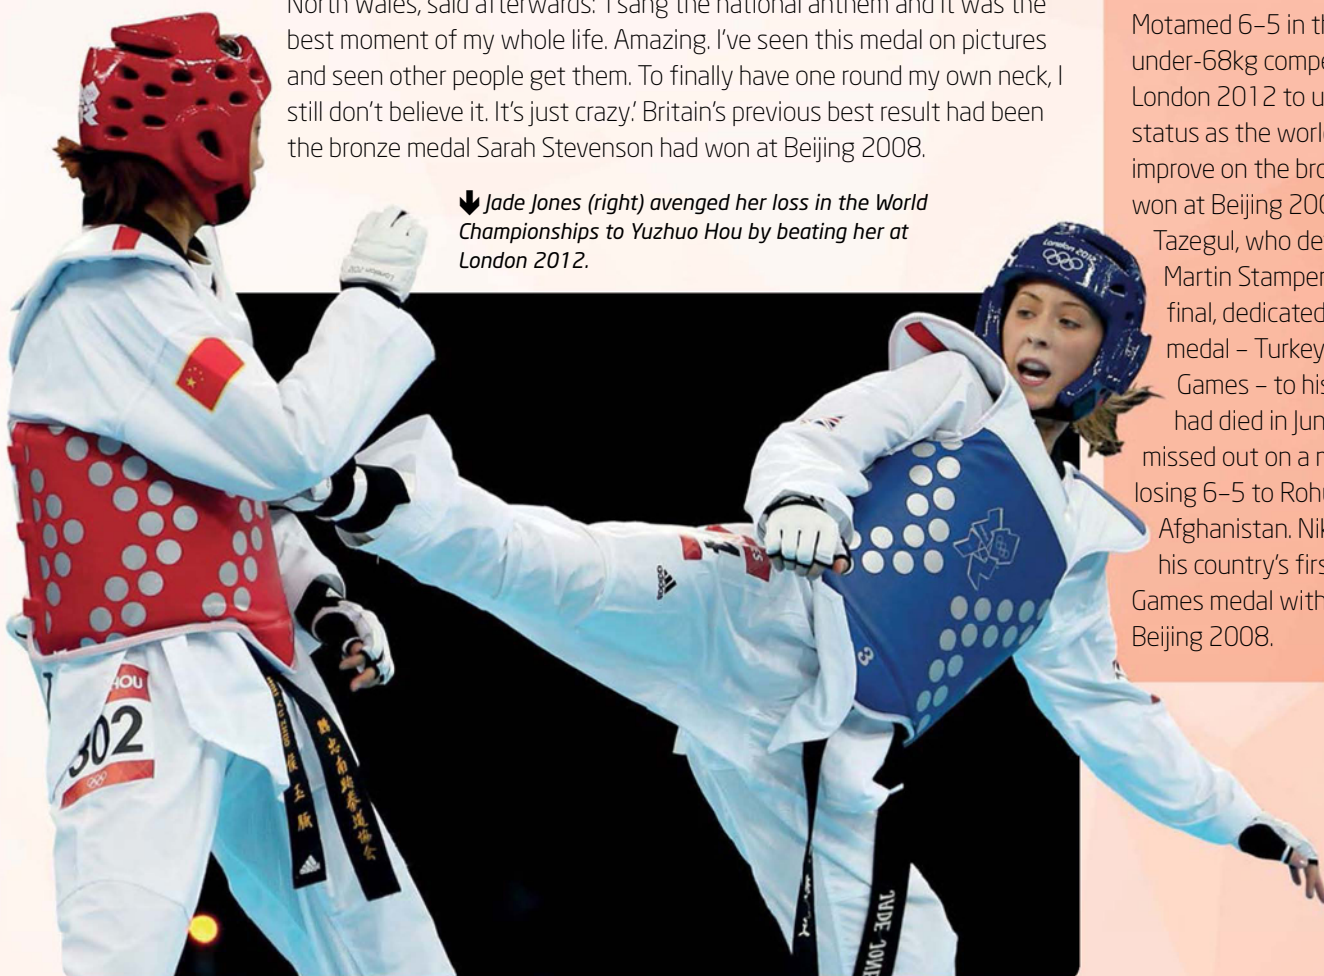 North Wales, said afterwards: 'I sang the national anthem and it was the
best moment of my whole life. Amazing. I've seen this medal on pictures
and seen other people get them. To finally have one round my own neck, I
still don't believe it. It's just crazy.' Britain's previous best result had been
the bronze medal Sarah Stevenson had won at Beijing 2008.
Jade Jones (right) avenged her loss in the World
Championships to Yuzhuo Hou by beating her at
London 2012.
Motamed 6–5 in th
under-68kg compe
London 2012 to u
status as the world
improve on the bro
won at Beijing 200
Tazegul, who de
Martin Stamper
final, dedicated
medal – Turkey
Games – to his
had died in Jun
missed out on a m
losing 6–5 to Rohu
Afghanistan. Nik
his country's firs
Games medal with
Beijing 2008.
London 2012
London 2012
adidas
3
HOU
302
JADE JONE